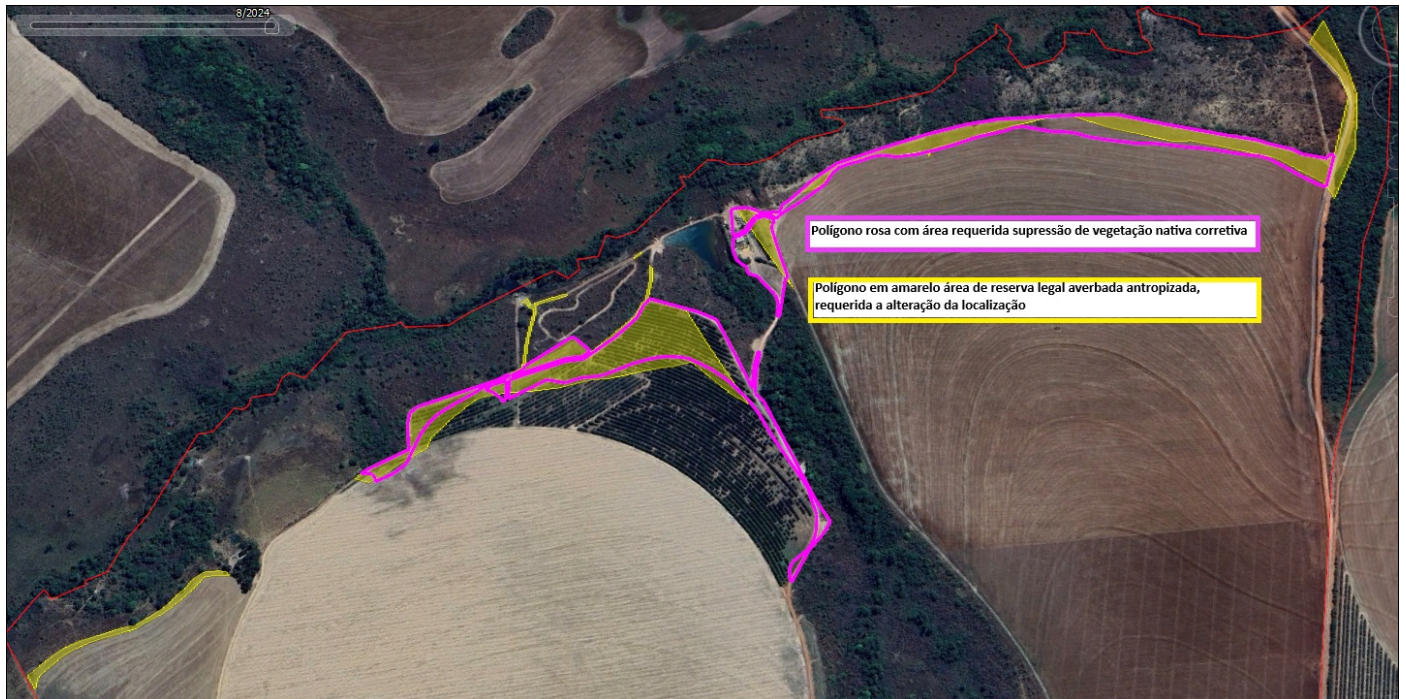 8/2024
Polígono rosa com área requerida supressão de vegetação nativa corretiva
Polígono em amarelo área de reserva legal averbada antropizada,
requerida a alteração da localização